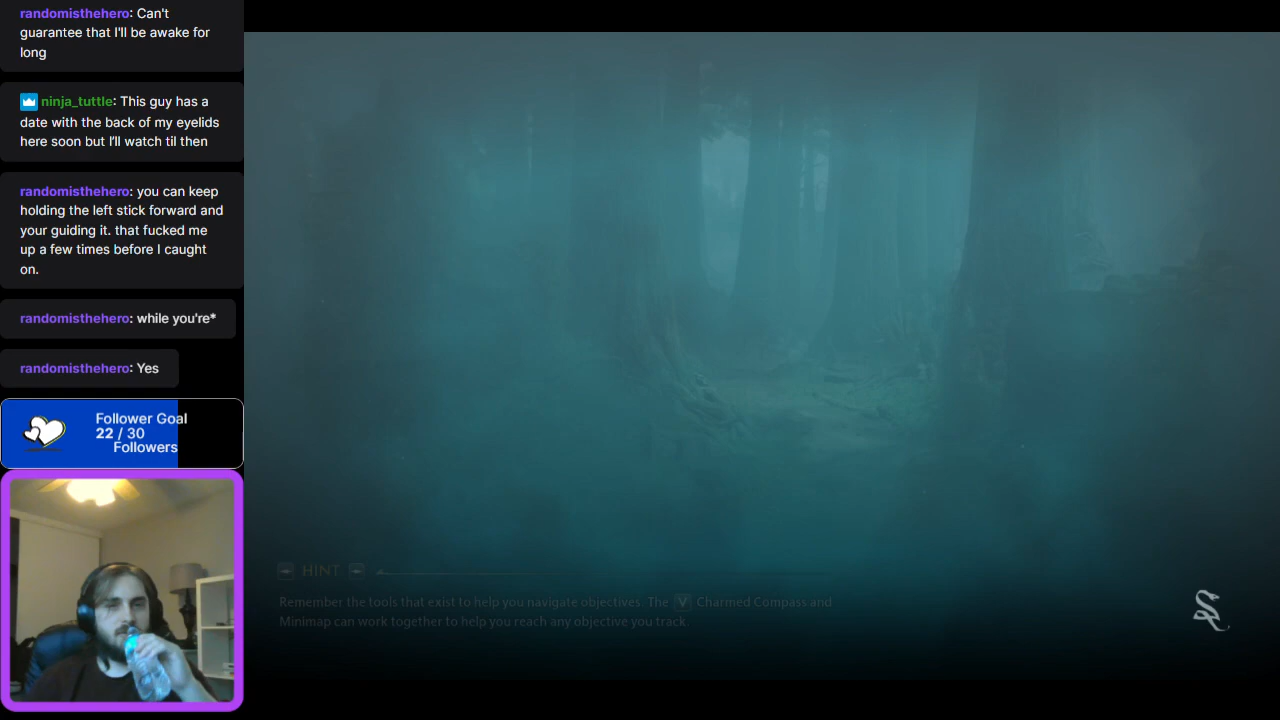 randomisthehero: Can't
guarantee that I'll be awake for
long
ninja_tuttle: This guy has a
date with the back of my eyelids
here soon but I'll watch til then
randomisthehero: you can keep
holding the left stick forward and
your guiding it. that fucked me
up a few times before I caught
on.
randomisthehero: while you're*
randomisthehero: Yes
Follower Goal
22 / 30
Followers
HINT
Remember the tools that exist to help you navigate objectives. The V Charmed Compass and
Minimap can work together to help you reach any objective you track.